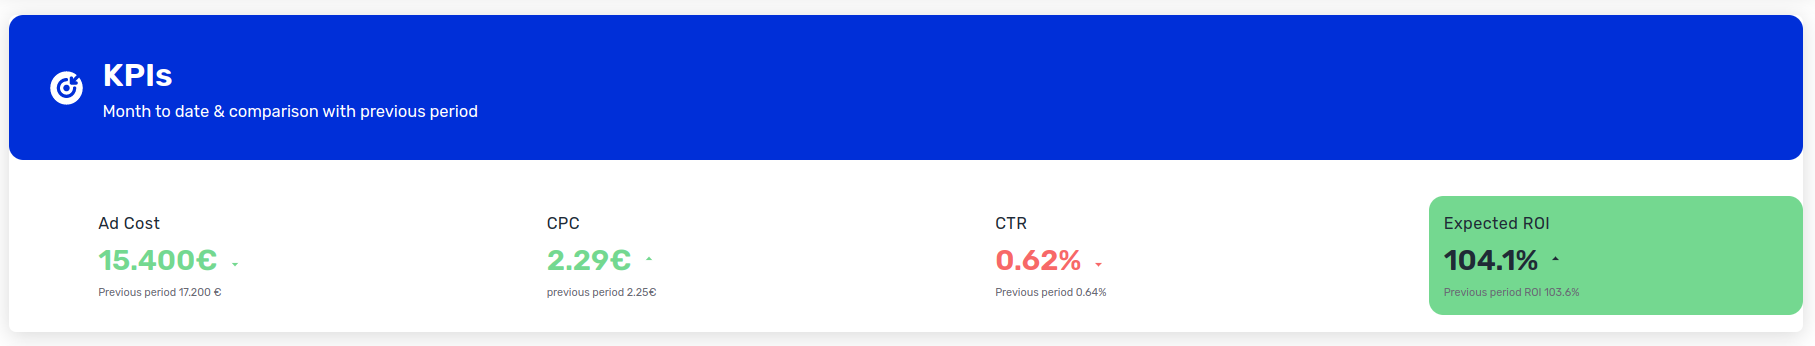 KPIs
Month to date & comparison with previous period
Ad Cost
15.400€
Previous period 17.200 €
CPC
2.29€
previous period 2.25€
CTR
0.62%
Previous period 0.64%
Expected ROI
104.1%
Previous period ROI 103.6%